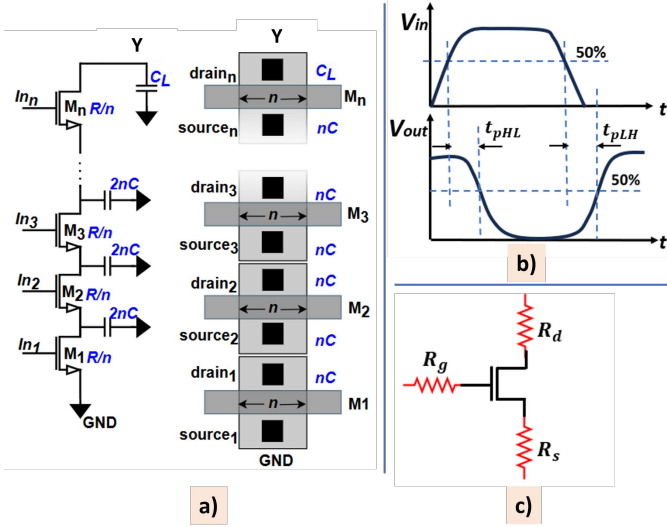 Y
C_L
In_n
M_n R/n
2nC
In_3
M_3 R/n
2nC
In_2
M_2 R/n
2nC
In_1
M_1 R/n
GND
Y
drain_n
C_L
n
M_n
source_n
nC
drain_3
nC
n
M_3
source_3
nC
drain_2
nC
n
M_2
source_2
nC
drain_1
nC
n
M1
source_1
GND
a)
V_in
50%
t
V_out
t_pHL
t_pLH
50%
t
b)
R_d
R_g
R_s
c)